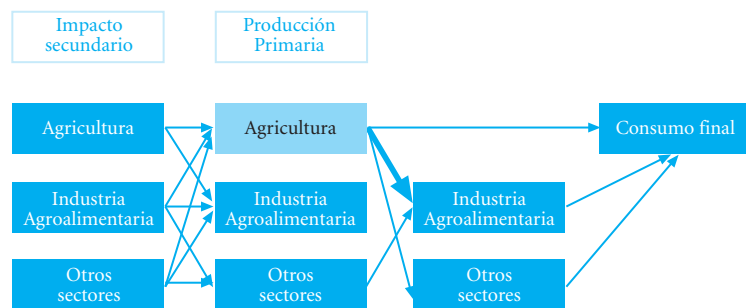 Impacto
secundario
Producción
Primaria
Agricultura
Agricultura
Consumo final
Industria
Agroalimentaria
Industria
Agroalimentaria
Industria
Agroalimentaria
Otros
sectores
Otros
sectores
Otros
sectores